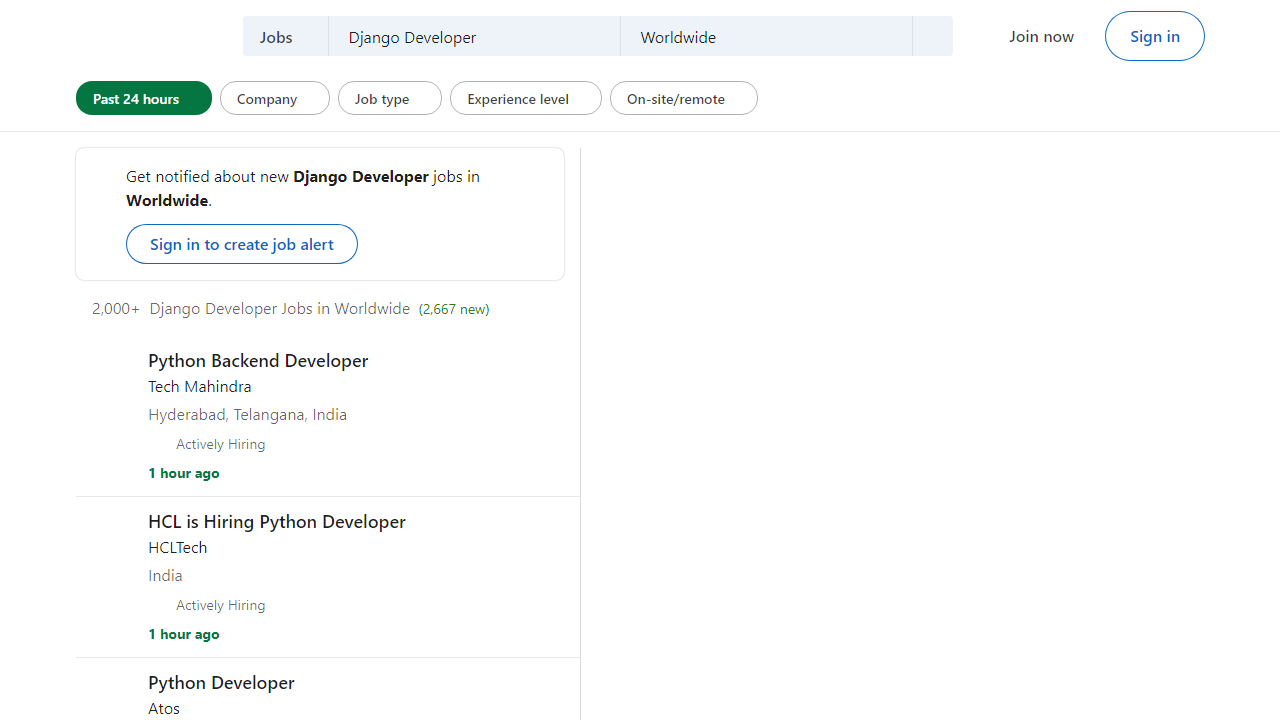 Jobs Django Developer Worldwide Join now Sign in
Past 24 hours Company Job type Experience level On-site/remote
Get notified about new Django Developer jobs in
Worldwide.
Sign in to create job alert
2,000+ Django Developer Jobs in Worldwide (2,667 new)
Python Backend Developer
Tech Mahindra
Hyderabad, Telangana, India
Actively Hiring
1 hour ago
HCL is Hiring Python Developer
HCLTech
India
Actively Hiring
1 hour ago
Python Developer
Atos